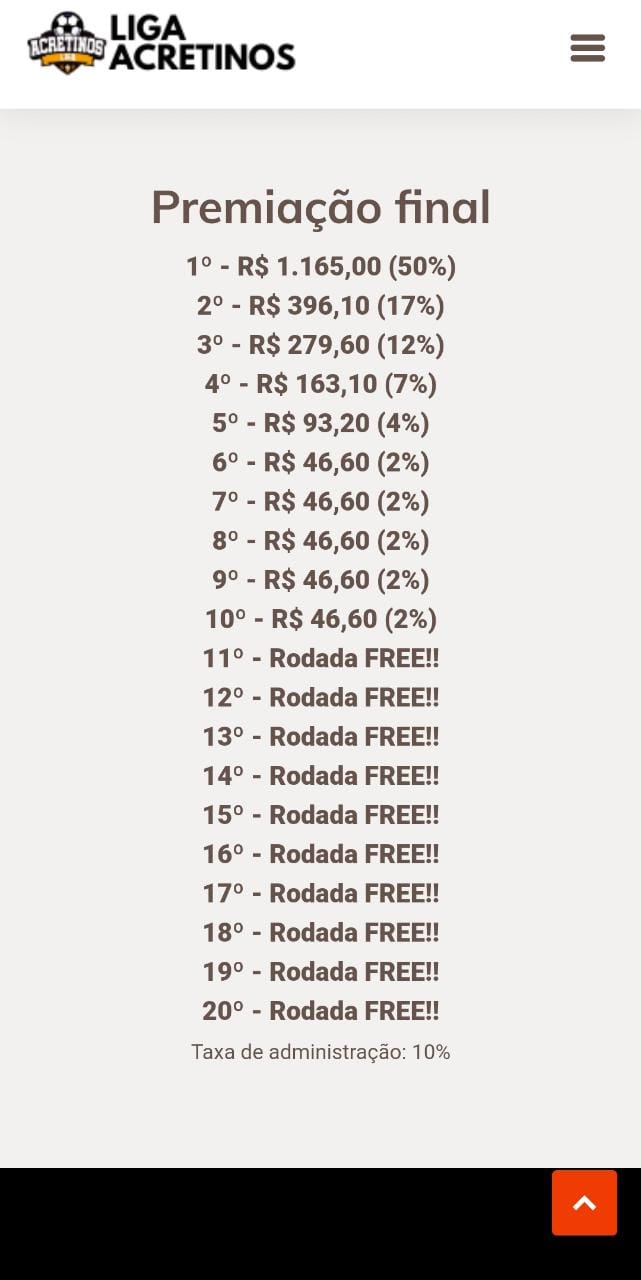 ACRETINOS
LIGA
LIGA
ACRETINOS
Premiação final
1º - R$ 1.165,00 (50%)
2º - R$ 396,10 (17%)
3º - R$ 279,60 (12%)
4º - R$ 163,10 (7%)
5º - R$ 93,20 (4%)
6º - R$ 46,60 (2%)
7º - R$ 46,60 (2%)
8º - R$ 46,60 (2%)
9º - R$ 46,60 (2%)
10º - R$ 46,60 (2%)
11º - Rodada FREE!!
12º - Rodada FREE!!
13º - Rodada FREE!!
14º - Rodada FREE!!
15º - Rodada FREE!!
16º - Rodada FREE!!
17º - Rodada FREE!!
18º - Rodada FREE!!
19º - Rodada FREE!!
20º - Rodada FREE!!
Taxa de administração: 10%